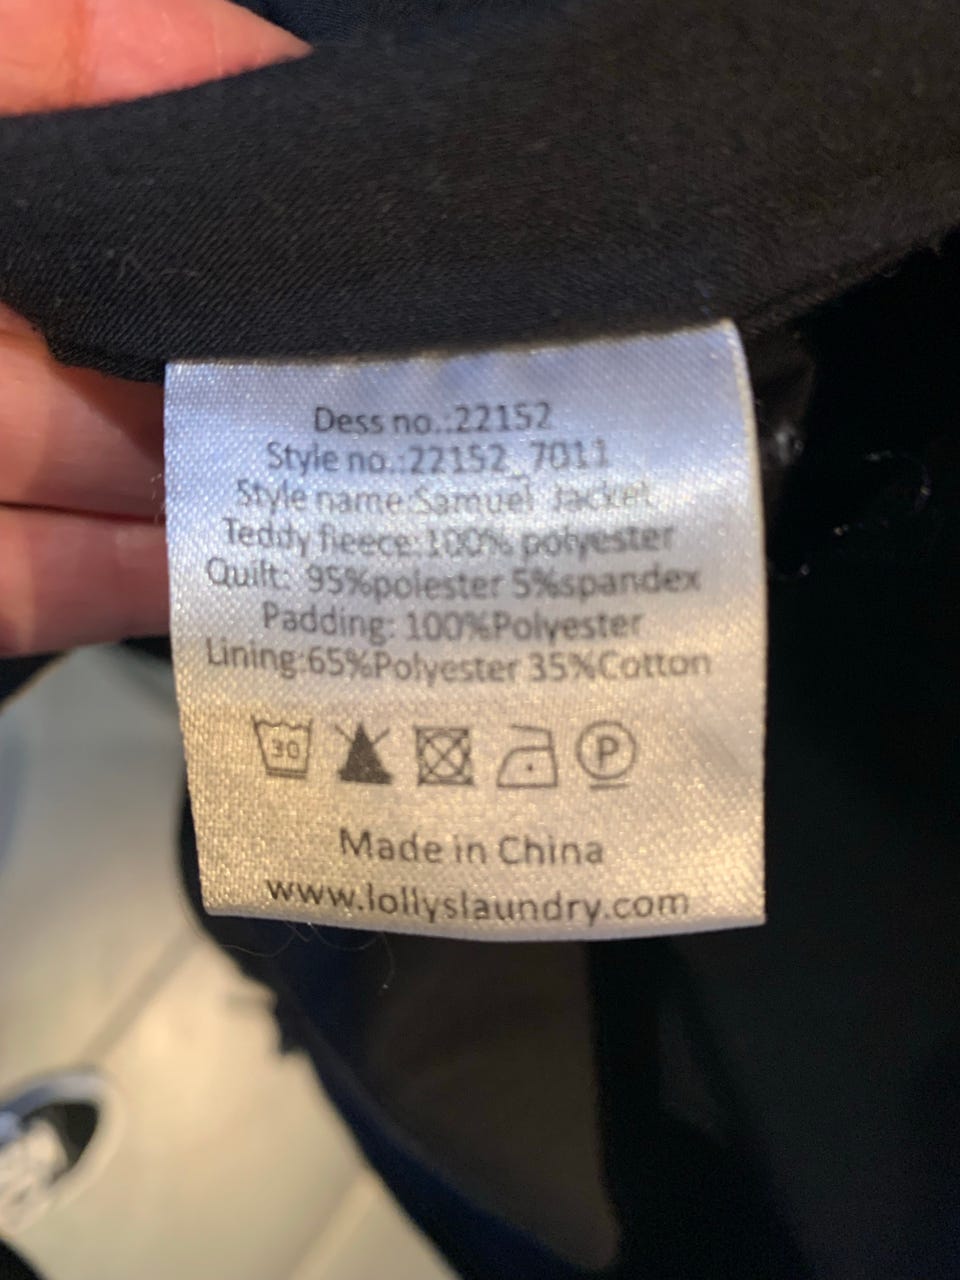 Dess no.:22152
Style no.:22152_7011
Style name:Samuel Jacket
Teddy fleece:100% polyester
Quilt: 95%polester 5%spandex
Padding: 100%Polyester
Lining:65%Polyester 35%Cotton
30 P
Made in China
www.lollyslaundry.com